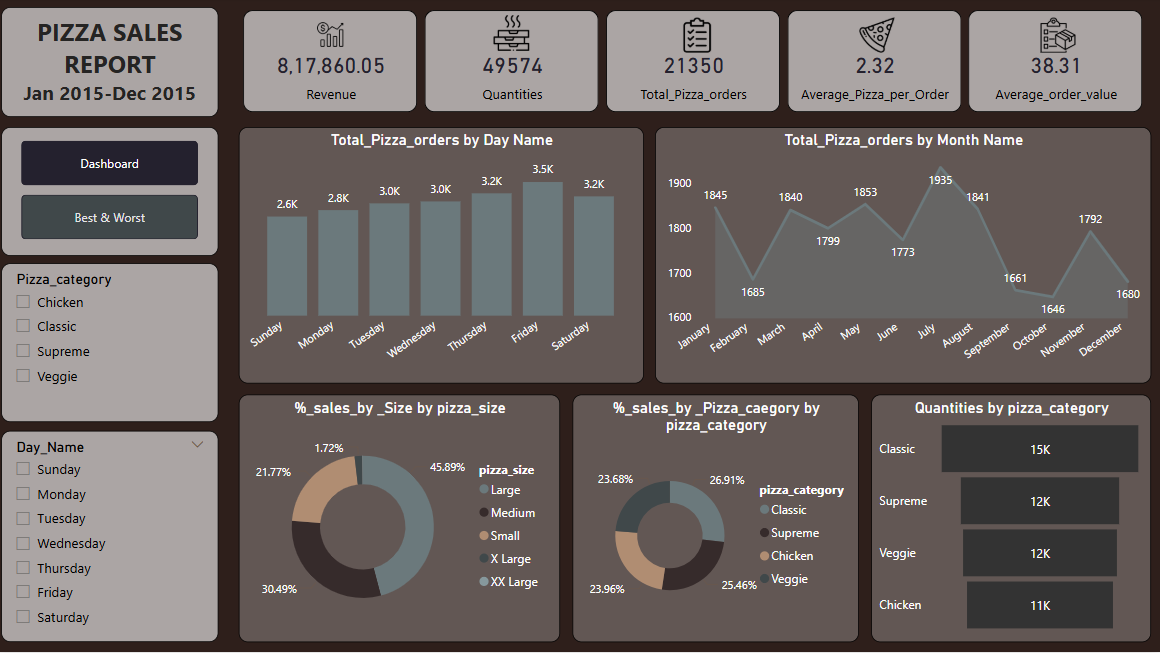 PIZZA SALES
REPORT
Jan 2015-Dec 2015
8,17,860.05
Revenue
49574
Quantities
21350
Total_Pizza_orders
2.32
Average_Pizza_per_Order
38.31
Average_order_value
Dashboard
Best & Worst
Pizza_category
Chicken
Classic
Supreme
Veggie
Day_Name
Sunday
Monday
Tuesday
Wednesday
Thursday
Friday
Saturday
Total_Pizza_orders by Day Name
2.6K
2.8K
3.0K
3.0K
3.2K
3.5K
3.2K
Sunday
Monday
Tuesday
Wednesday
Thursday
Friday
Saturday
Total_Pizza_orders by Month Name
1900
1800
1700
1600
1845
1685
1840
1799
1853
1773
1935
1841
1661
1646
1792
1680
January
February
March
April
May
June
July
August
September
October
November
December
%_sales_by _Size by pizza_size
1.72%
21.77%
45.89%
30.49%
pizza_size
Large
Medium
Small
X Large
XX Large
%_sales_by _Pizza_caegory by
pizza_category
23.68%
26.91%
23.96%
25.46%
pizza_category
Classic
Supreme
Chicken
Veggie
Quantities by pizza_category
Classic 15K
Supreme 12K
Veggie 12K
Chicken 11K